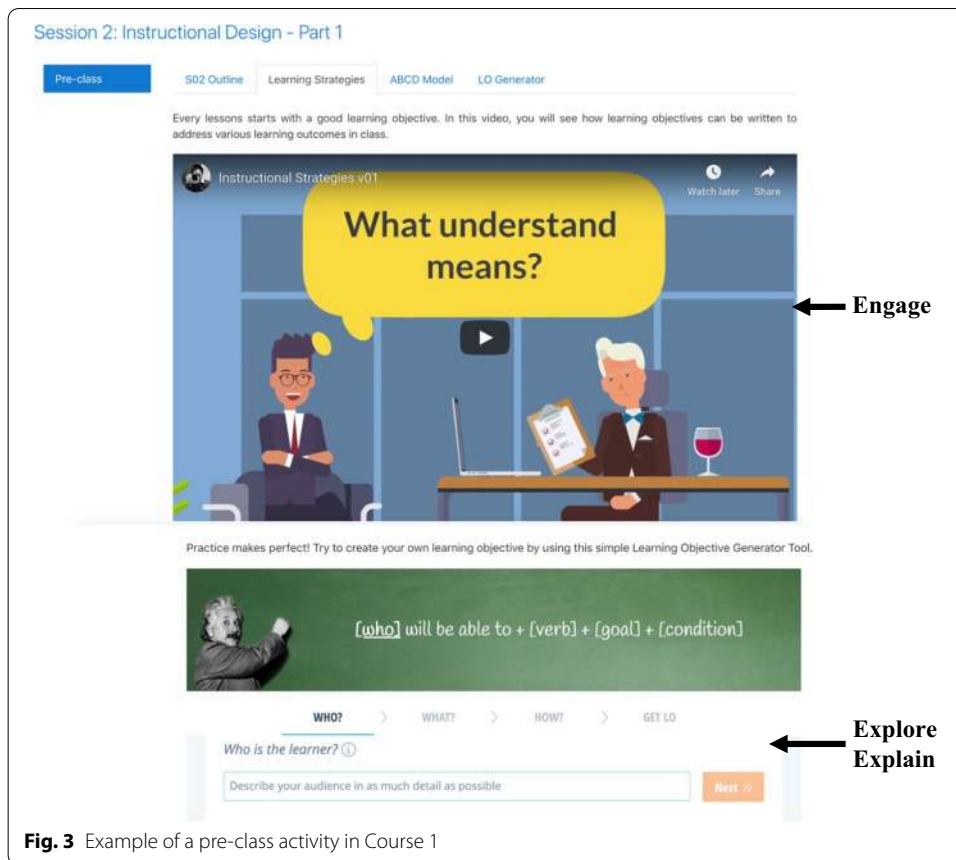 Session 2: Instructional Design - Part 1
Pre-class
S02 Outline
Learning Strategies
ABCD Model
LO Generator
Every lessons starts with a good learning objective. In this video, you will see how learning objectives can be written to
address various learning outcomes in class.
Instructional Strategies v01
Watch later
Share
What understand
means?
Engage
Practice makes perfect! Try to create your own learning objective by using this simple Learning Objective Generator Tool.
[who] will be able to + [verb] + [goal] + [condition]
WHO? > WHAT? > HOW? > GET LO
Who is the learner? ⓘ
Describe your audience in as much detail as possible
Next »
Explore
Explain
Fig. 3 Example of a pre-class activity in Course 1